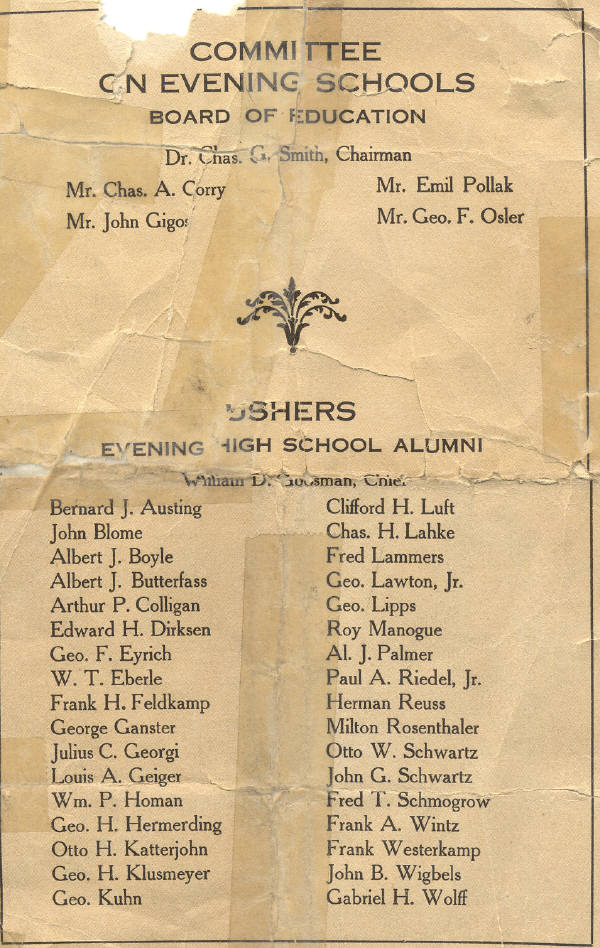 COMMITTEE
ON EVENING SCHOOLS
BOARD OF EDUCATION
Dr. Chas. G. Smith, Chairman
Mr. Chas. A. Corry
Mr. John Gigos
Mr. Emil Pollak
Mr. Geo. F. Osler
USHERS
EVENING HIGH SCHOOL ALUMNI
William D. Chief
Bernard J. Austing
John Blome
Albert J. Boyle
Albert J. Butterfass
Arthur P. Colligan
Edward H. Dirksen
Geo. F. Eyrich
W. T. Eberle
Frank H. Feldkamp
George Ganster
Julius C. Georgi
Louis A. Geiger
Wm. P. Homan
Geo. H. Hermerding
Otto H. Katterjohn
Geo. H. Klusmeyer
Geo. Kuhn
Clifford H. Luft
Chas. H. Lahke
Fred Lammers
Geo. Lawton, Jr.
Geo. Lipps
Roy Manogue
Al. J. Palmer
Paul A. Riedel, Jr.
Herman Reuss
Milton Rosenthaler
Otto W. Schwartz
John G. Schwartz
Fred T. Schmogrow
Frank A. Wintz
Frank Westerkamp
John B. Wigbels
Gabriel H. Wolff